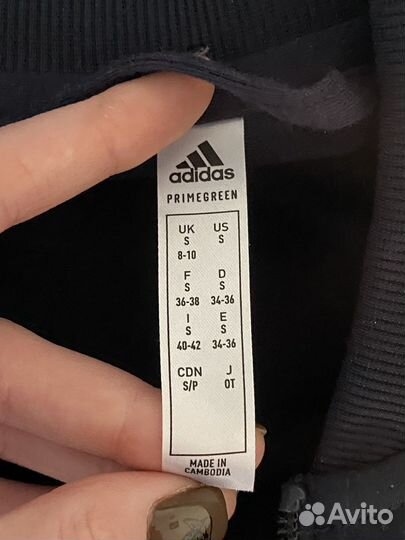 adidas
PRIMEGREEN
UK US
S S
8-10
F D
S S
36-38 34-36
I E
S S
40-42 34-36
CDN J
S/P OT
MADE IN
CAMBODIA
Avito